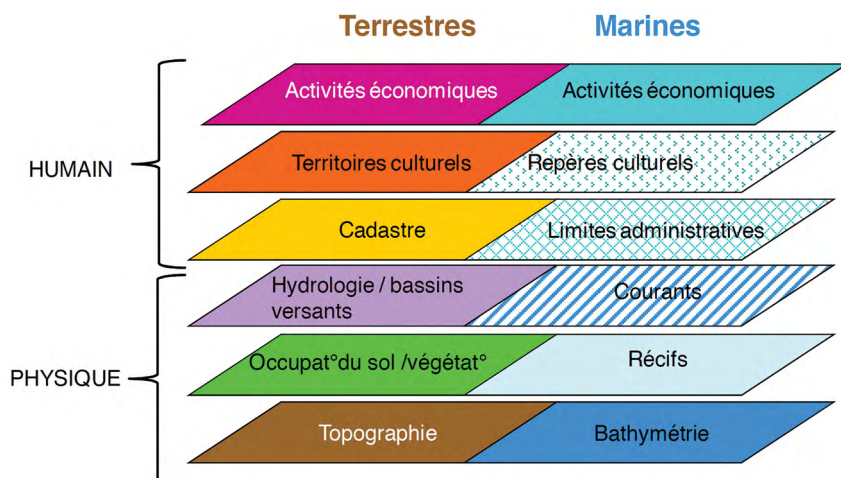 Terrestres Marines
Activités économiques Activités économiques
HUMAIN
Territoires culturels Repères culturels
Cadastre Limites administratives
Hydrologie / bassins
versants
Courants
PHYSIQUE
Occupat°du sol /végétat° Récifs
Topographie Bathymétrie